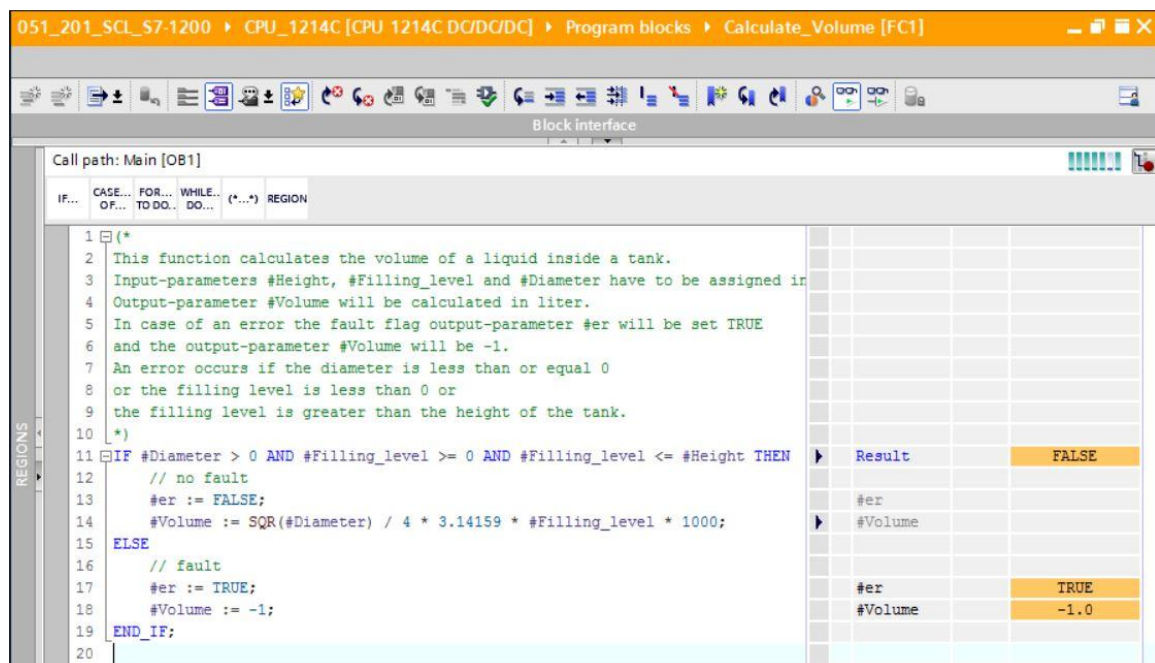 051_201_SCL_S7-1200 ▸ CPU_1214C [CPU 1214C DC/DC/DC] ▸ Program blocks ▸ Calculate_Volume [FC1]
Block interface
Call path: Main [OB1]
IF... CASE... OF... FOR... TO DO.. WHILE.. DO... (*...*) REGION
REGIONS
1 (*
2 This function calculates the volume of a liquid inside a tank.
3 Input-parameters #Height, #Filling_level and #Diameter have to be assigned in
4 Output-parameter #Volume will be calculated in liter.
5 In case of an error the fault flag output-parameter #er will be set TRUE
6 and the output-parameter #Volume will be -1.
7 An error occurs if the diameter is less than or equal 0
8 or the filling level is less than 0 or
9 the filling level is greater than the height of the tank.
10 *)
11 IF #Diameter > 0 AND #Filling_level >= 0 AND #Filling_level <= #Height THEN Result FALSE
12 // no fault
13 #er := FALSE; #er
14 #Volume := SQR(#Diameter) / 4 * 3.14159 * #Filling_level * 1000; #Volume
15 ELSE
16 // fault
17 #er := TRUE; #er TRUE
18 #Volume := -1; #Volume -1.0
19 END_IF;
20